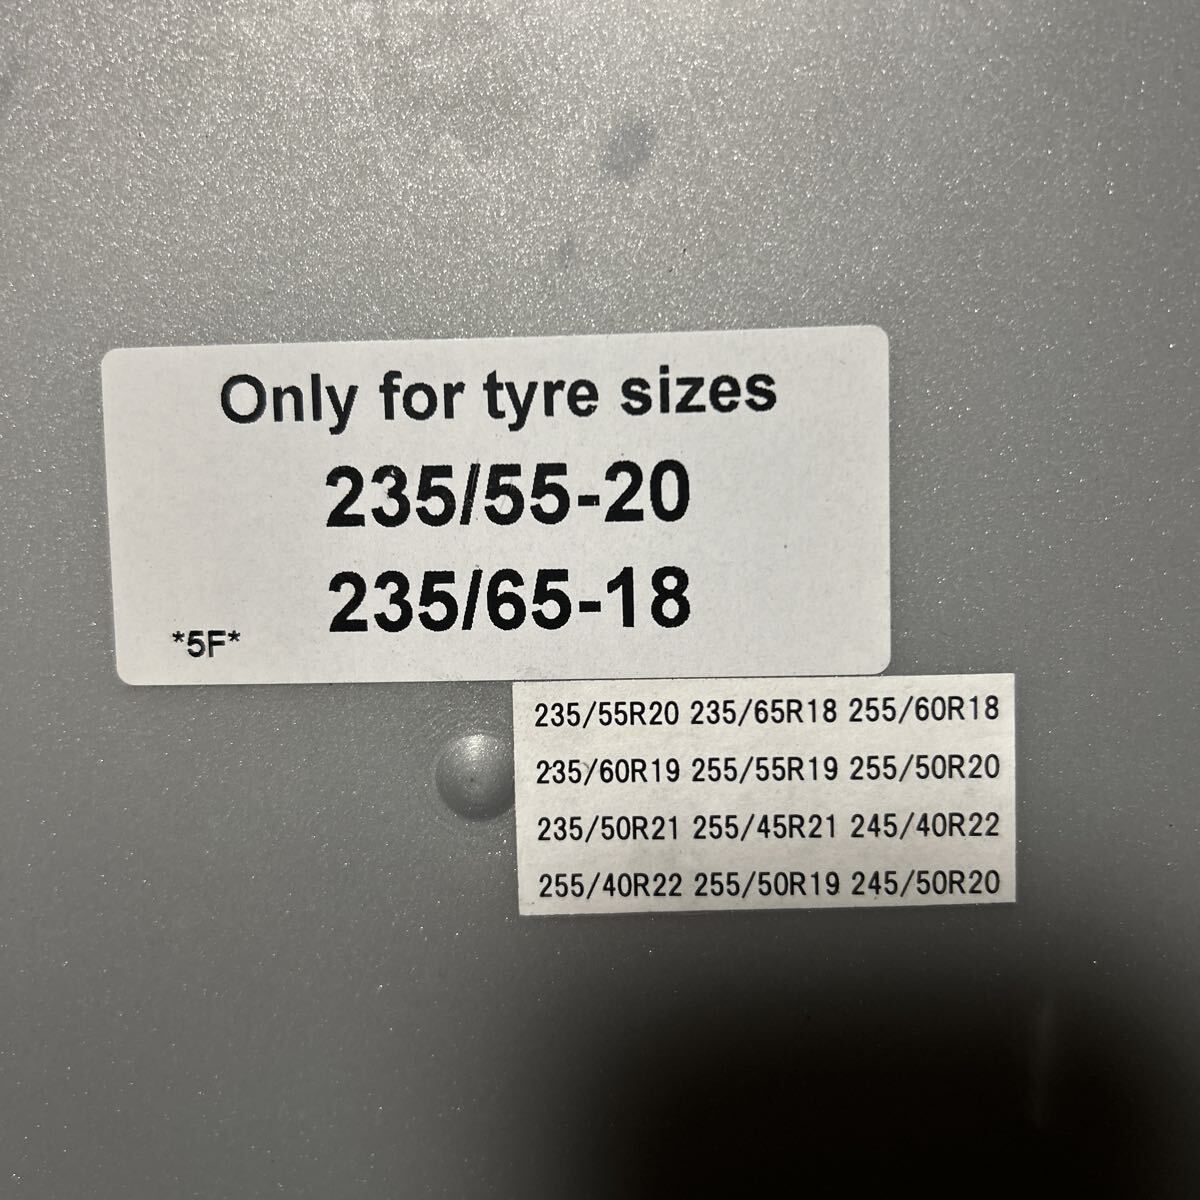 Only for tyre sizes
235/55-20
235/65-18
*5F*
235/55R20 235/65R18 255/60R18
235/60R19 255/55R19 255/50R20
235/50R21 255/45R21 245/40R22
255/40R22 255/50R19 245/50R20